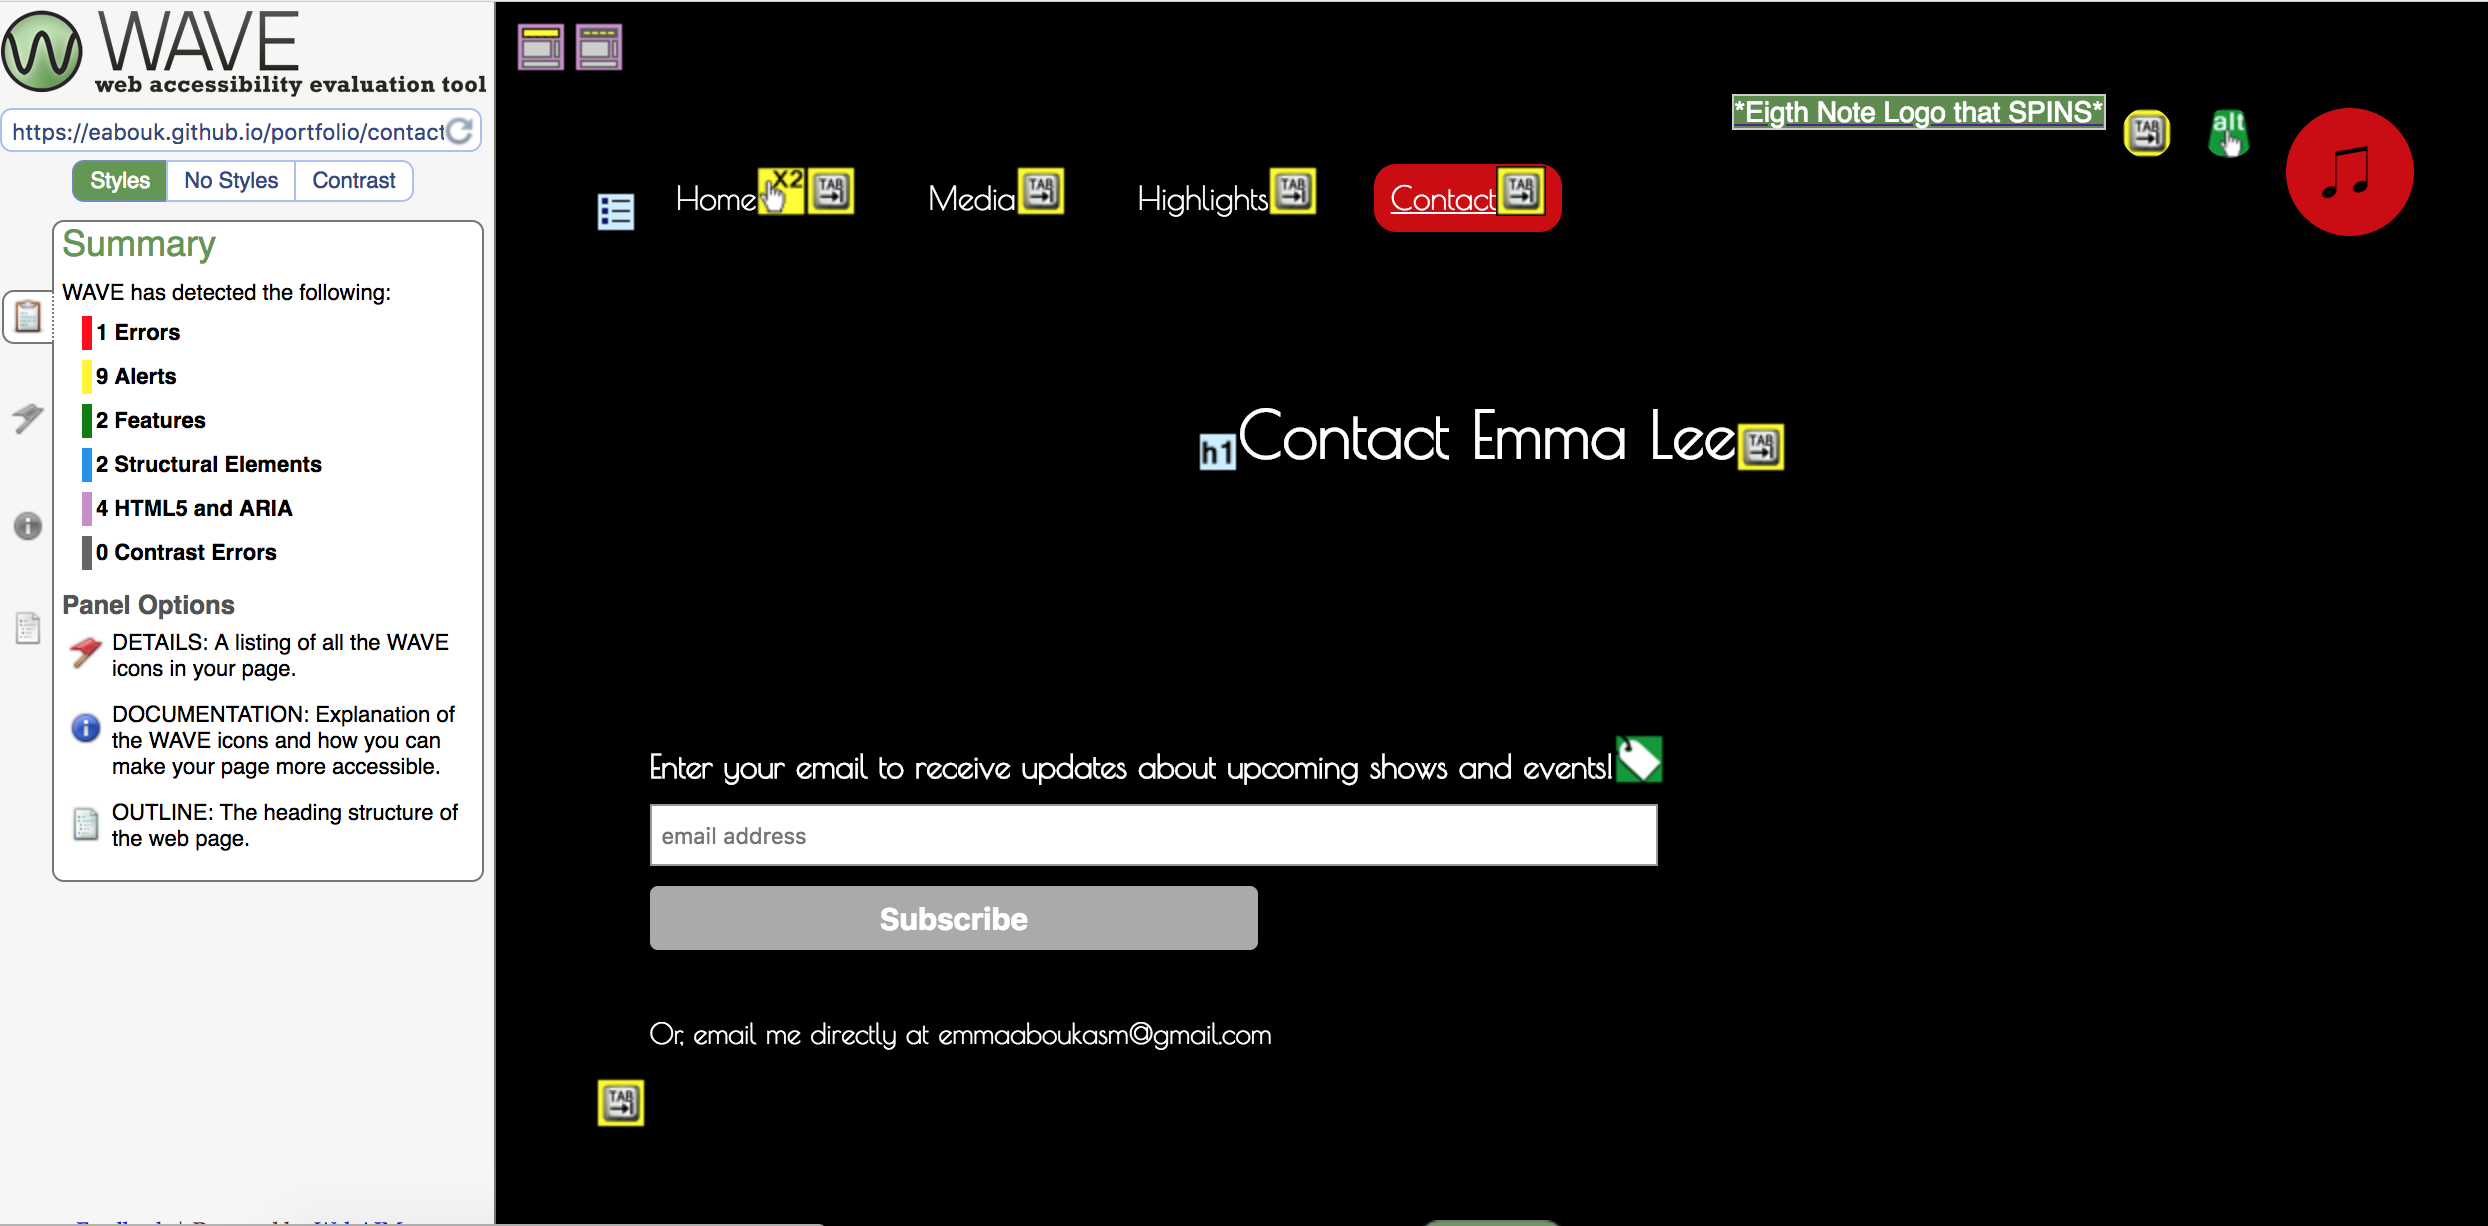 WAVE
web accessibility evaluation tool
https://eabouk.github.io/portfolio/contact
Styles No Styles Contrast
Summary
WAVE has detected the following:
1 Errors
9 Alerts
2 Features
2 Structural Elements
4 HTML5 and ARIA
0 Contrast Errors
Panel Options
DETAILS: A listing of all the WAVE
icons in your page.
DOCUMENTATION: Explanation of
the WAVE icons and how you can
make your page more accessible.
OUTLINE: The heading structure of
the web page.
*Eigth Note Logo that SPINS* TAB alt
Home X2 TAB Media TAB Highlights TAB Contact TAB
h1 Contact Emma Lee TAB
Enter your email to receive updates about upcoming shows and events!
email address
Subscribe
Or, email me directly at emmaaboukasm@gmail.com
TAB